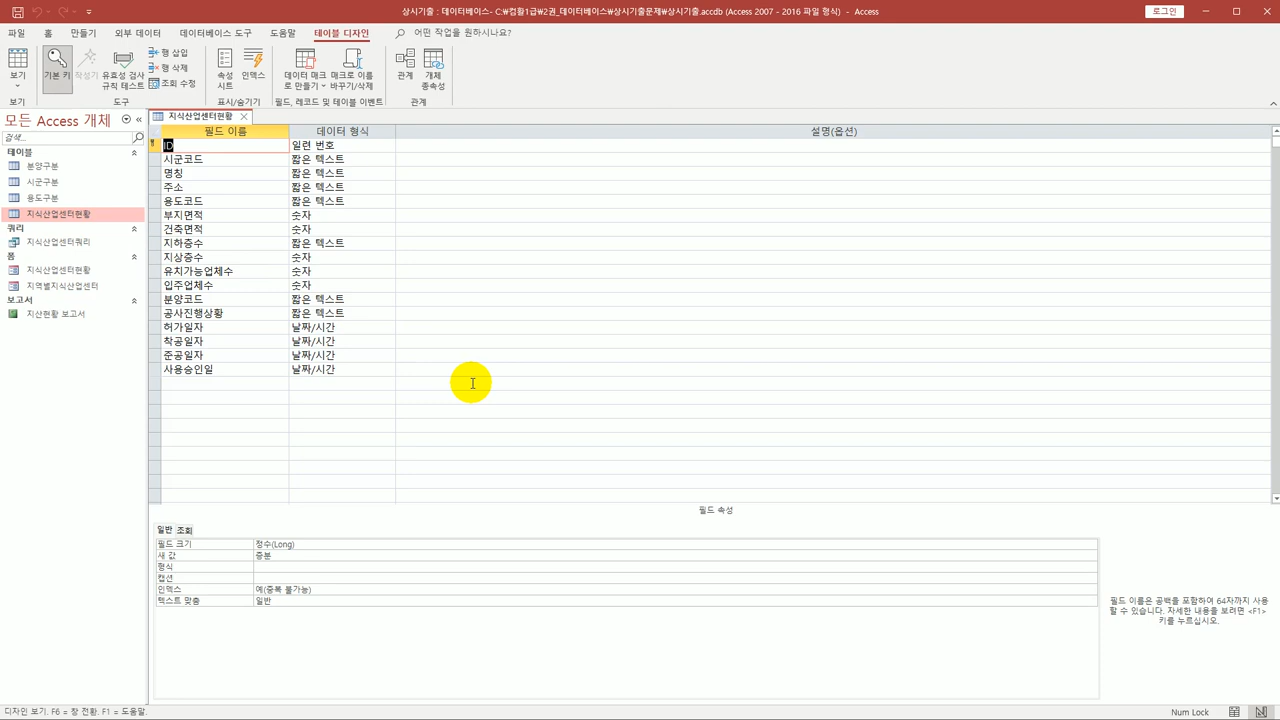 상시기술 : 데이터베이스- C:₩컴활1급₩2권_데이터베이스₩상시기출문제₩상시기출.accdb (Access 2007 - 2016 파일 형식) - Access
로그인
파일 홈 만들기 외부 데이터 데이터베이스 도구 도움말 테이블 디자인 어떤 작업을 원하시나요?
보기
기본 키
작성기
유효성 검사 규칙 테스트
행 삽입
행 삭제
조회 수정
속성 시트
인덱스
데이터 매크로 만들기
매크로 이름 바꾸기/삭제
관계
개체 종속성
보기 도구 표시/숨기기 필드, 레코드 및 테이블 이벤트 관계
모든 Access 개체
검색...
테이블
분양구분
시군구분
용도구분
지식산업센터현황
쿼리
지식산업센터쿼리
폼
지식산업센터현황
지역별지식산업센터
보고서
지산현황 보고서
지식산업센터현황
필드 이름 데이터 형식 설명(옵션)
ID 일련 번호
시군코드 짧은 텍스트
명칭 짧은 텍스트
주소 짧은 텍스트
용도코드 짧은 텍스트
부지면적 숫자
건축면적 숫자
지하층수 짧은 텍스트
지상층수 숫자
유치가능업체수 숫자
입주업체수 숫자
분양코드 짧은 텍스트
공사진행상황 짧은 텍스트
허가일자 날짜/시간
착공일자 날짜/시간
준공일자 날짜/시간
사용승인일 날짜/시간
필드 속성
일반 조회
필드 크기 정수(Long)
새 값 증분
형식
캡션
인덱스 예(중복 불가능)
텍스트 맞춤 일반
필드 이름은 공백을 포함하여 64자까지 사용
할 수 있습니다. 자세한 내용을 보려면 <F1>
키를 누르십시오.
디자인 보기. F6 = 창 전환. F1 = 도움말.
Num Lock